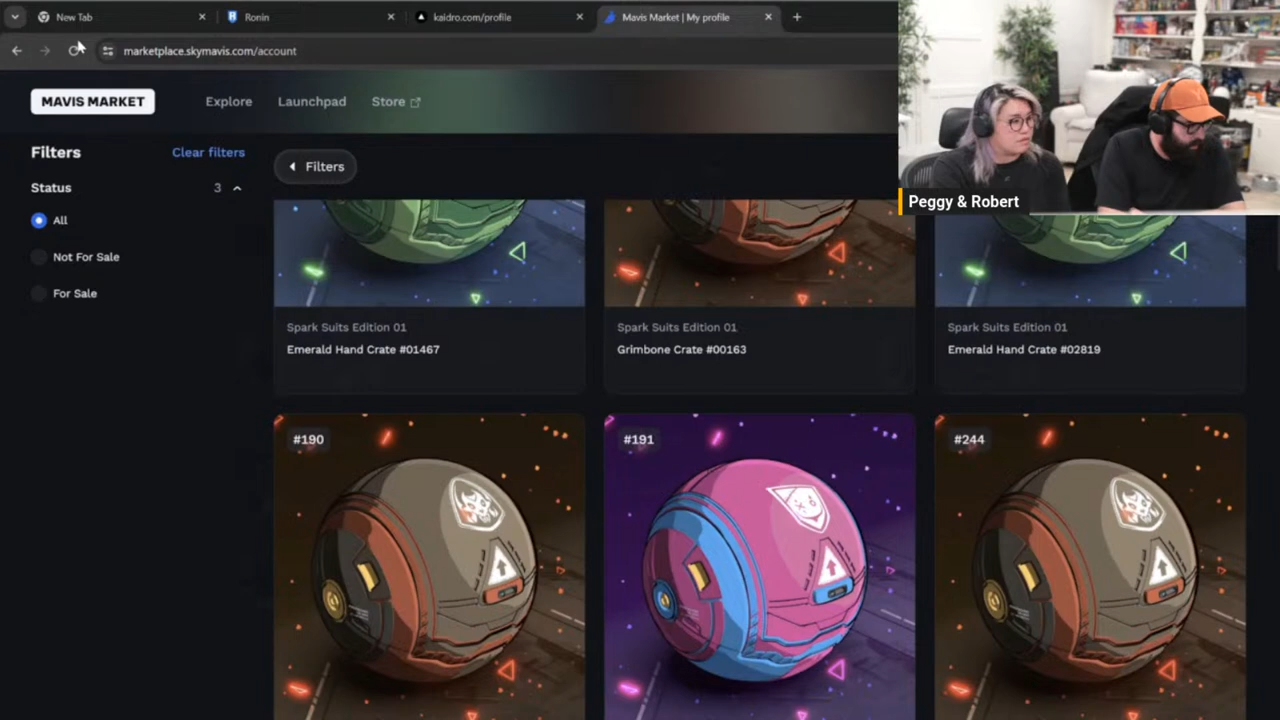 New Tab
Ronin
kaidro.com/profile
Mavis Market | My profile
marketplace.skymavis.com/account
MAVIS MARKET
Explore
Launchpad
Store
Filters
Clear filters
Status
3
All
Not For Sale
For Sale
Filters
Peggy & Robert
Spark Suits Edition 01
Emerald Hand Crate #01467
Spark Suits Edition 01
Grimbone Crate #00163
Spark Suits Edition 01
Emerald Hand Crate #02819
#190
#191
#244